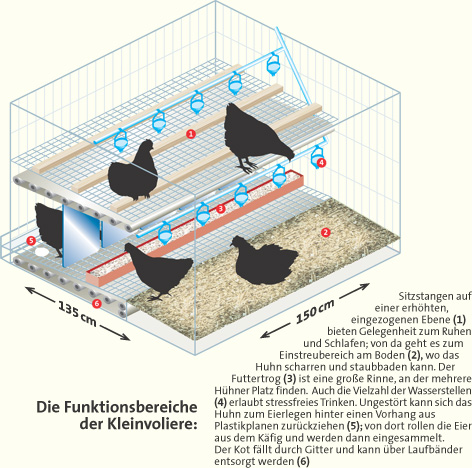 1
4
3
2
5
6
135 cm
150 cm
Sitzstangen auf
einer erhöhten,
eingezogenen Ebene (1)
bieten Gelegenheit zum Ruhen
und Schlafen; von da geht es zum
Einstreubereich am Boden (2), wo das
Huhn scharren und staubbaden kann. Der
Futtertrog (3) ist eine große Rinne, an der mehrere
Hühner Platz finden. Auch die Vielzahl der Wasserstellen
(4) erlaubt stressfreies Trinken. Ungestört kann sich das
Huhn zum Eierlegen hinter einen Vorhang aus
Plastikplanen zurückziehen (5); von dort rollen die Eier
aus dem Käfig und werden dann eingesammelt.
Der Kot fällt durch Gitter und kann über Laufbänder
entsorgt werden (6)
Die Funktionsbereiche
der Kleinvoliere: